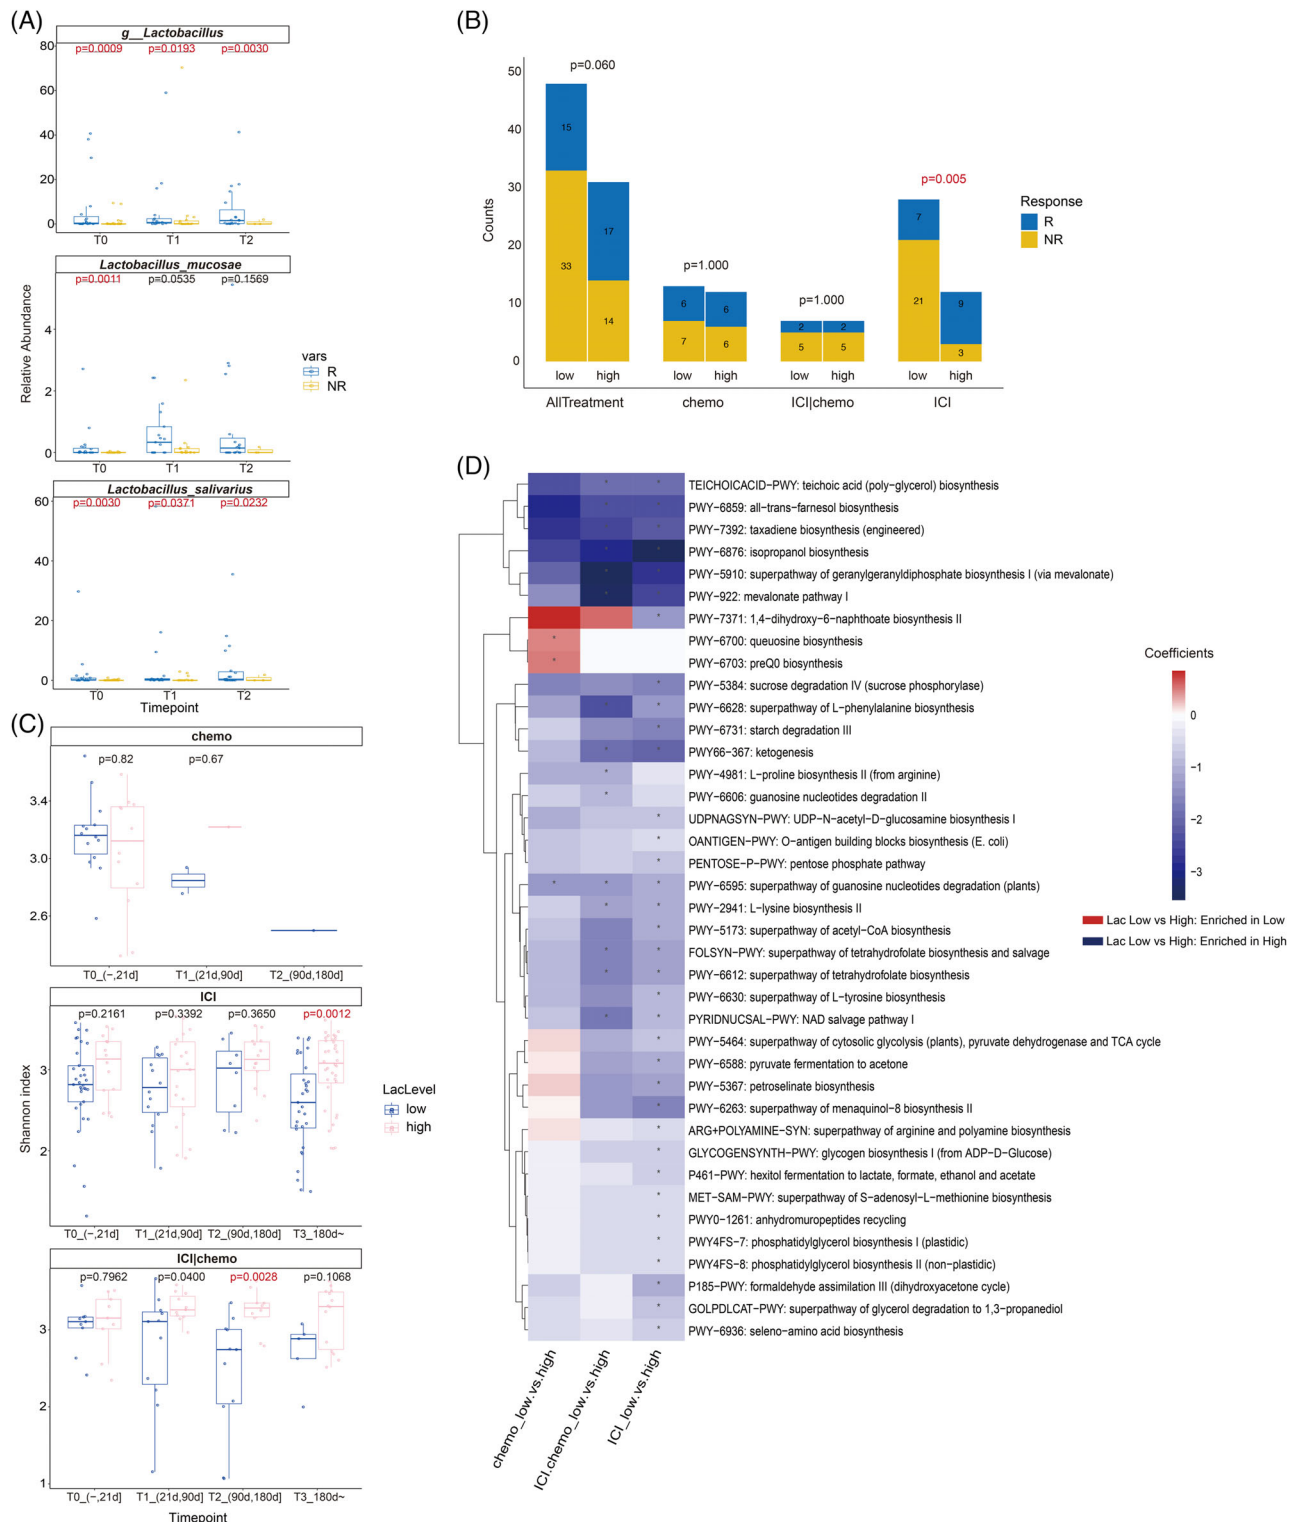 (A)
g__Lactobacillus
p=0.0009 p=0.0193 p=0.0030
80
60
40
20
0
T0 T1 T2
Lactobacillus_mucosae
p=0.0011 p=0.0535 p=0.1569
4
2
0
T0 T1 T2
Relative Abundance
vars
R
NR
Lactobacillus_salivarius
p=0.0030 p=0.0371 p=0.0232
60
40
20
0
T0 T1 T2
Timepoint
(B)
50
40
30
20
10
0
Counts
p=0.060
p=1.000
p=1.000
p=0.005
15
33
17
14
6
7
6
6
2
5
2
5
7
21
9
3
low high low high low high low high
AllTreatment chemo ICI|chemo ICI
Response
R
NR
(C)
chemo
p=0.82 p=0.67
3.4
3.0
2.6
T0_(−,21d] T1_(21d,90d] T2_(90d,180d]
ICI
p=0.2161 p=0.3392 p=0.3650 p=0.0012
3
2
T0_(−,21d] T1_(21d,90d] T2_(90d,180d] T3_180d~
Shannon index
LacLevel
low
high
ICI|chemo
p=0.7962 p=0.0400 p=0.0028 p=0.1068
3
2
1
T0_(−,21d] T1_(21d,90d] T2_(90d,180d] T3_180d~
Timepoint
(D)
TEICHOICACID−PWY: teichoic acid (poly−glycerol) biosynthesis
PWY−6859: all−trans−farnesol biosynthesis
PWY−7392: taxadiene biosynthesis (engineered)
PWY−6876: isopropanol biosynthesis
PWY−5910: superpathway of geranylgeranyldiphosphate biosynthesis I (via mevalonate)
PWY−922: mevalonate pathway I
PWY−7371: 1,4−dihydroxy−6−naphthoate biosynthesis II
PWY−6700: queuosine biosynthesis
PWY−6703: preQ0 biosynthesis
PWY−5384: sucrose degradation IV (sucrose phosphorylase)
PWY−6628: superpathway of L−phenylalanine biosynthesis
PWY−6731: starch degradation III
PWY66−367: ketogenesis
PWY−4981: L−proline biosynthesis II (from arginine)
PWY−6606: guanosine nucleotides degradation II
UDPNAGSYN−PWY: UDP−N−acetyl−D−glucosamine biosynthesis I
OANTIGEN−PWY: O−antigen building blocks biosynthesis (E. coli)
PENTOSE−P−PWY: pentose phosphate pathway
PWY−6595: superpathway of guanosine nucleotides degradation (plants)
PWY−2941: L−lysine biosynthesis II
PWY−5173: superpathway of acetyl−CoA biosynthesis
FOLSYN−PWY: superpathway of tetrahydrofolate biosynthesis and salvage
PWY−6612: superpathway of tetrahydrofolate biosynthesis
PWY−6630: superpathway of L−tyrosine biosynthesis
PYRIDNUCSAL−PWY: NAD salvage pathway I
PWY−5464: superpathway of cytosolic glycolysis (plants), pyruvate dehydrogenase and TCA cycle
PWY−6588: pyruvate fermentation to acetone
PWY−5367: petroselinate biosynthesis
PWY−6263: superpathway of menaquinol−8 biosynthesis II
ARG+POLYAMINE−SYN: superpathway of arginine and polyamine biosynthesis
GLYCOGENSYNTH−PWY: glycogen biosynthesis I (from ADP−D−Glucose)
P461−PWY: hexitol fermentation to lactate, formate, ethanol and acetate
MET−SAM−PWY: superpathway of S−adenosyl−L−methionine biosynthesis
PWY0−1261: anhydromuropeptides recycling
PWY4FS−7: phosphatidylglycerol biosynthesis I (plastidic)
PWY4FS−8: phosphatidylglycerol biosynthesis II (non−plastidic)
P185−PWY: formaldehyde assimilation III (dihydroxyacetone cycle)
GOLPDLCAT−PWY: superpathway of glycerol degradation to 1,3−propanediol
PWY−6936: seleno−amino acid biosynthesis
chemo_low.vs.high
ICI.chemo_low.vs.high
ICI_low.vs.high
Coefficients
0
−1
−2
−3
Lac Low vs High: Enriched in Low
Lac Low vs High: Enriched in High